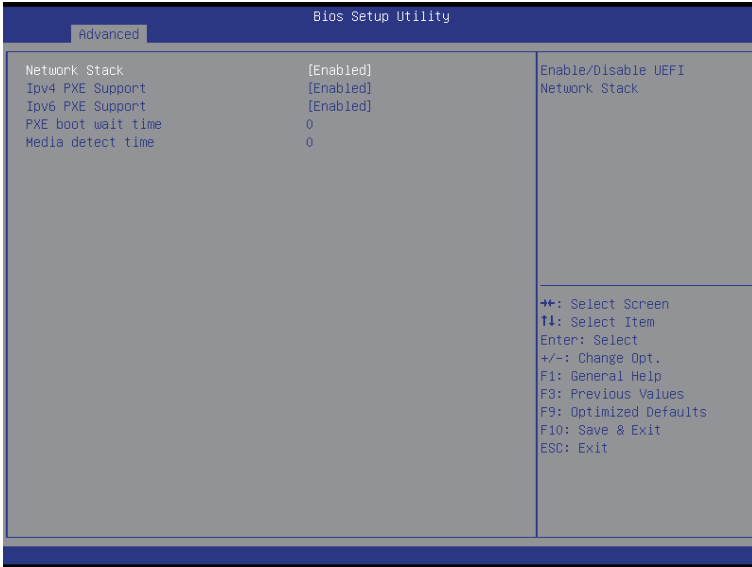 Bios Setup Utility
Advanced
Network Stack [Enabled]
Ipv4 PXE Support [Enabled]
Ipv6 PXE Support [Enabled]
PXE boot wait time 0
Media detect time 0
Enable/Disable UEFI
Network Stack
→←: Select Screen
↑↓: Select Item
Enter: Select
+/-: Change Opt.
F1: General Help
F3: Previous Values
F9: Optimized Defaults
F10: Save & Exit
ESC: Exit